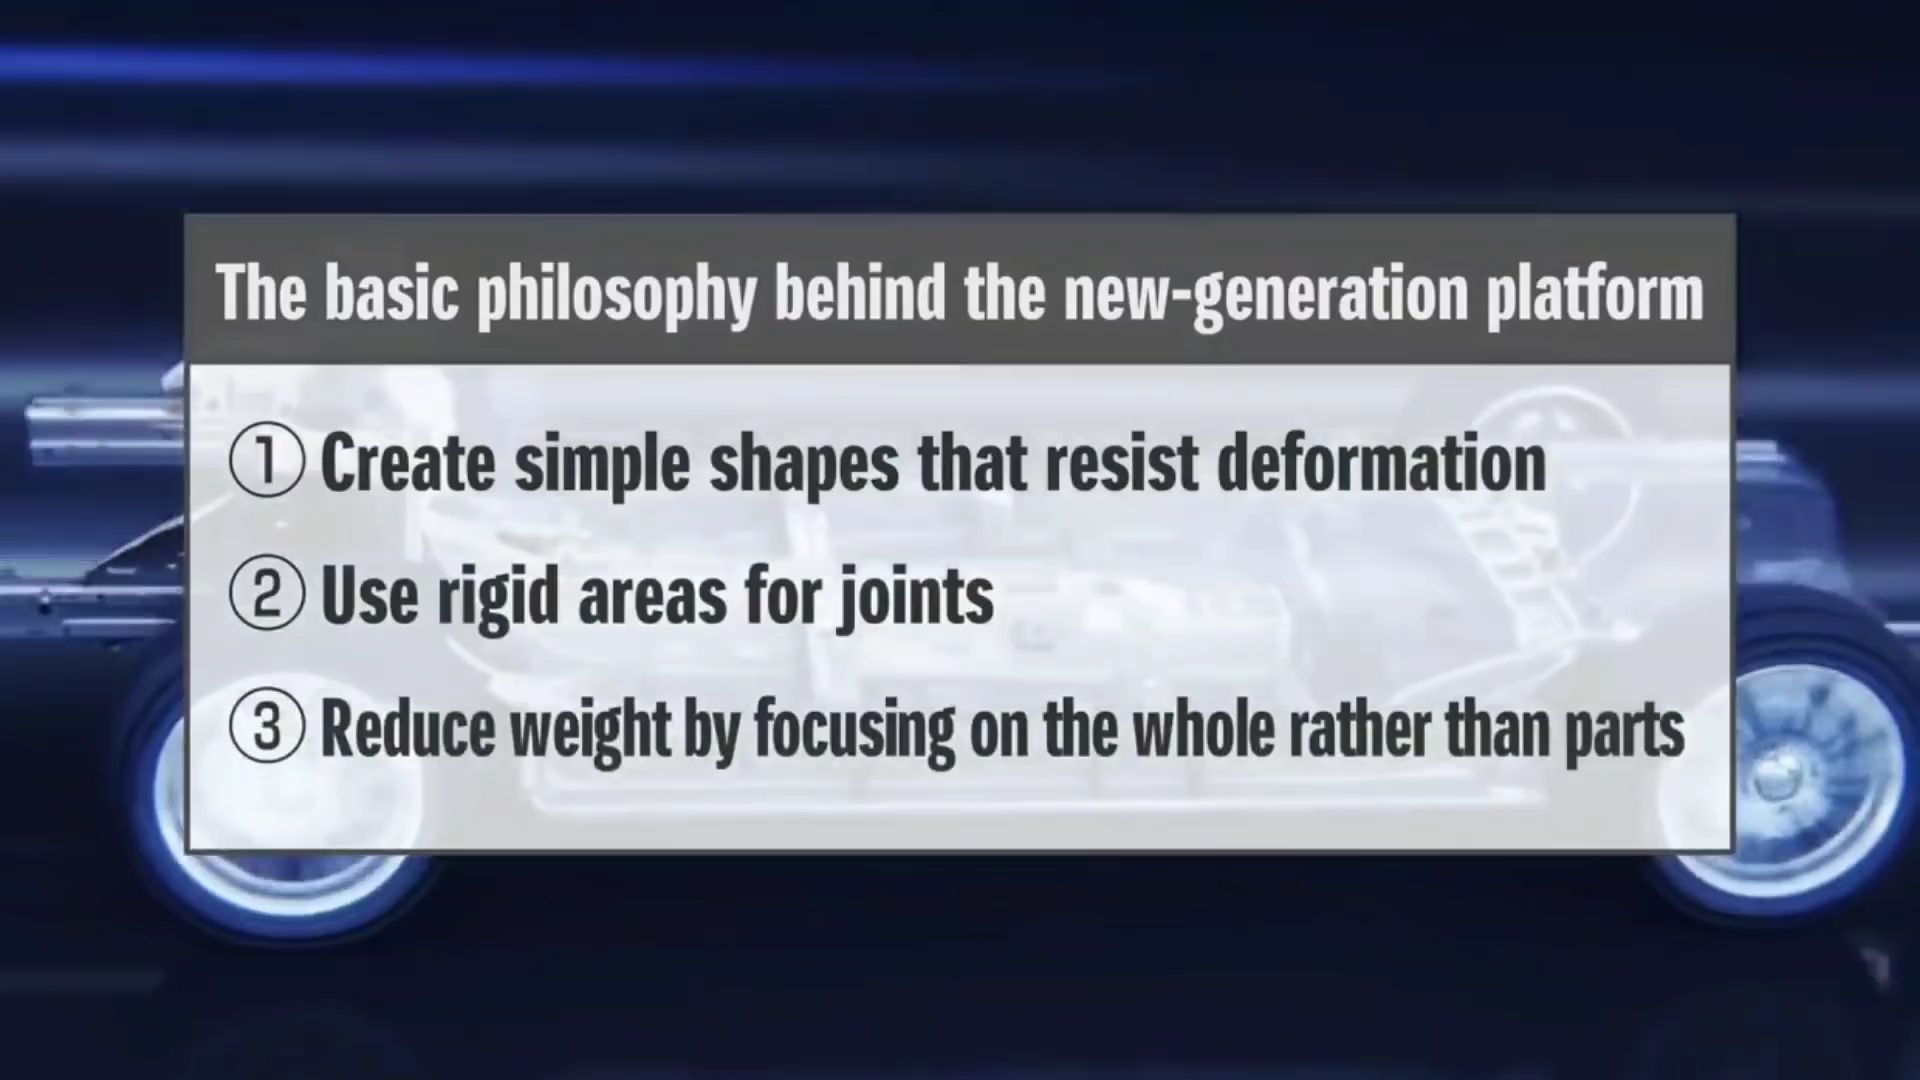 The basic philosophy behind the new-generation platform
① Create simple shapes that resist deformation
② Use rigid areas for joints
③ Reduce weight by focusing on the whole rather than parts